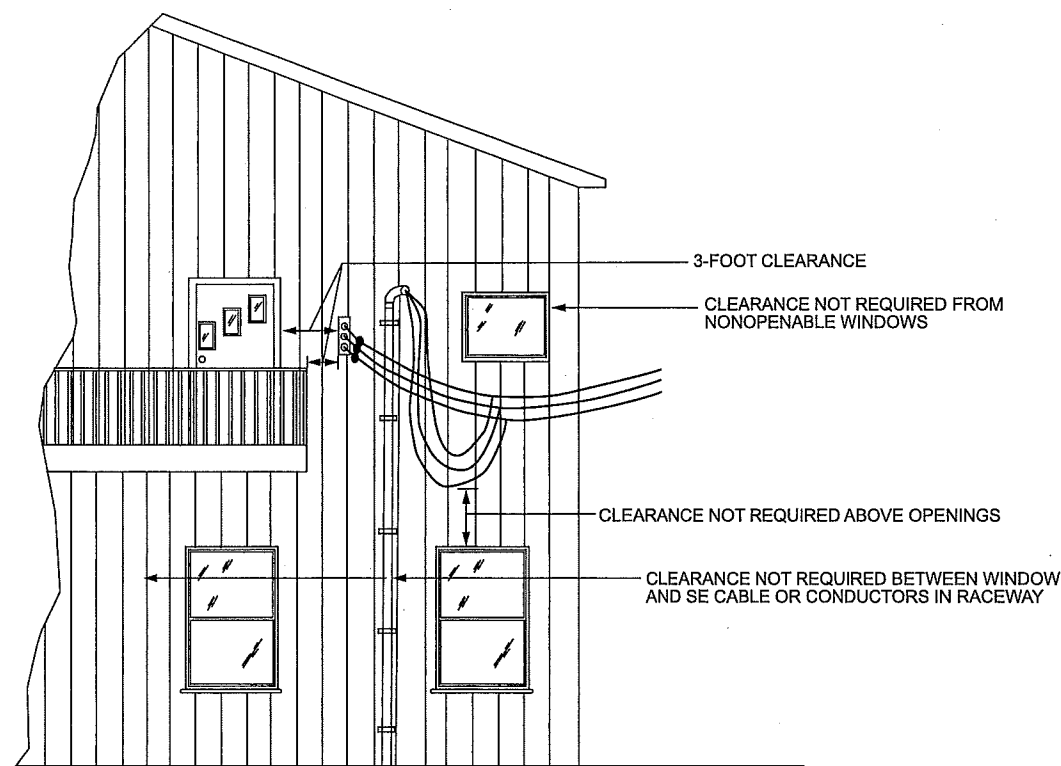 3-FOOT CLEARANCE
CLEARANCE NOT REQUIRED FROM
NONOPENABLE WINDOWS
CLEARANCE NOT REQUIRED ABOVE OPENINGS
CLEARANCE NOT REQUIRED BETWEEN WINDOW
AND SE CABLE OR CONDUCTORS IN RACEWAY